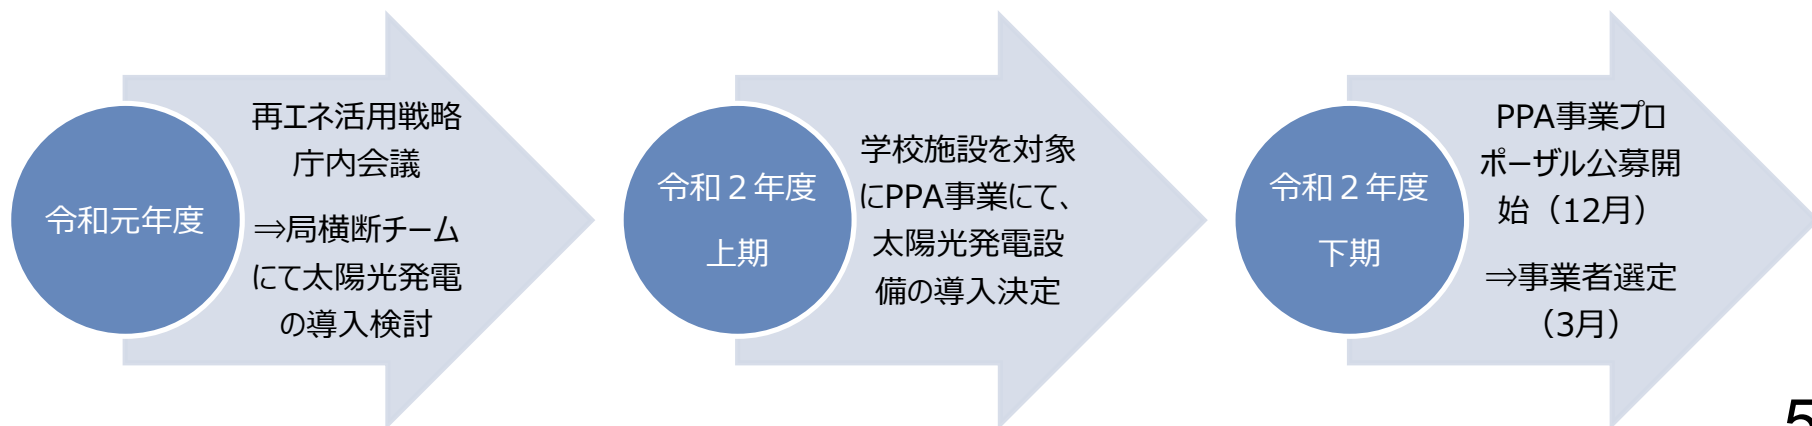 令和元年度
再エネ活用戦略
庁内会議
⇒局横断チーム
にて太陽光発電
の導入検討
令和２年度
上期
学校施設を対象
にPPA事業にて、
太陽光発電設
備の導入決定
令和２年度
下期
PPA事業プロ
ポーザル公募開
始（12月）
⇒事業者選定
（3月）
5